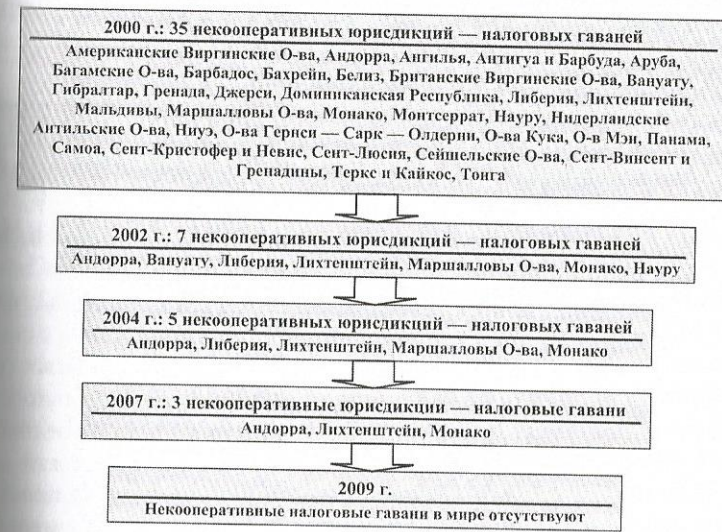 2000 г.: 35 некооперативных юрисдикций — налоговых гаваней
Американские Виргинские О-ва, Андорра, Ангилья, Антигуа и Барбуда, Аруба,
Багамские О-ва, Барбадос, Бахрейн, Белиз, Британские Виргинские О-ва, Вануату,
Гибралтар, Гренада, Джерси, Доминиканская Республика, Либерия, Лихтенштейн,
Мальдивы, Маршалловы О-ва, Монако, Монтсеррат, Науру, Нидерландские
Антильские О-ва, Ниуэ, О-ва Гернси — Сарк — Олдерни, О-ва Кука, О-в Мэн, Панама,
Самоа, Сент-Кристофер и Невис, Сент-Люсия, Сейшельские О-ва, Сент-Винсент и
Гренадины, Теркс и Кайкос, Тонга
2002 г.: 7 некооперативных юрисдикций — налоговых гаваней
Андорра, Вануату, Либерия, Лихтенштейн, Маршалловы О-ва, Монако, Науру
2004 г.: 5 некооперативных юрисдикций — налоговых гаваней
Андорра, Либерия, Лихтенштейн, Маршалловы О-ва, Монако
2007 г.: 3 некооперативные юрисдикции — налоговые гавани
Андорра, Лихтенштейн, Монако
2009 г.
Некооперативные налоговые гавани в мире отсутствуют